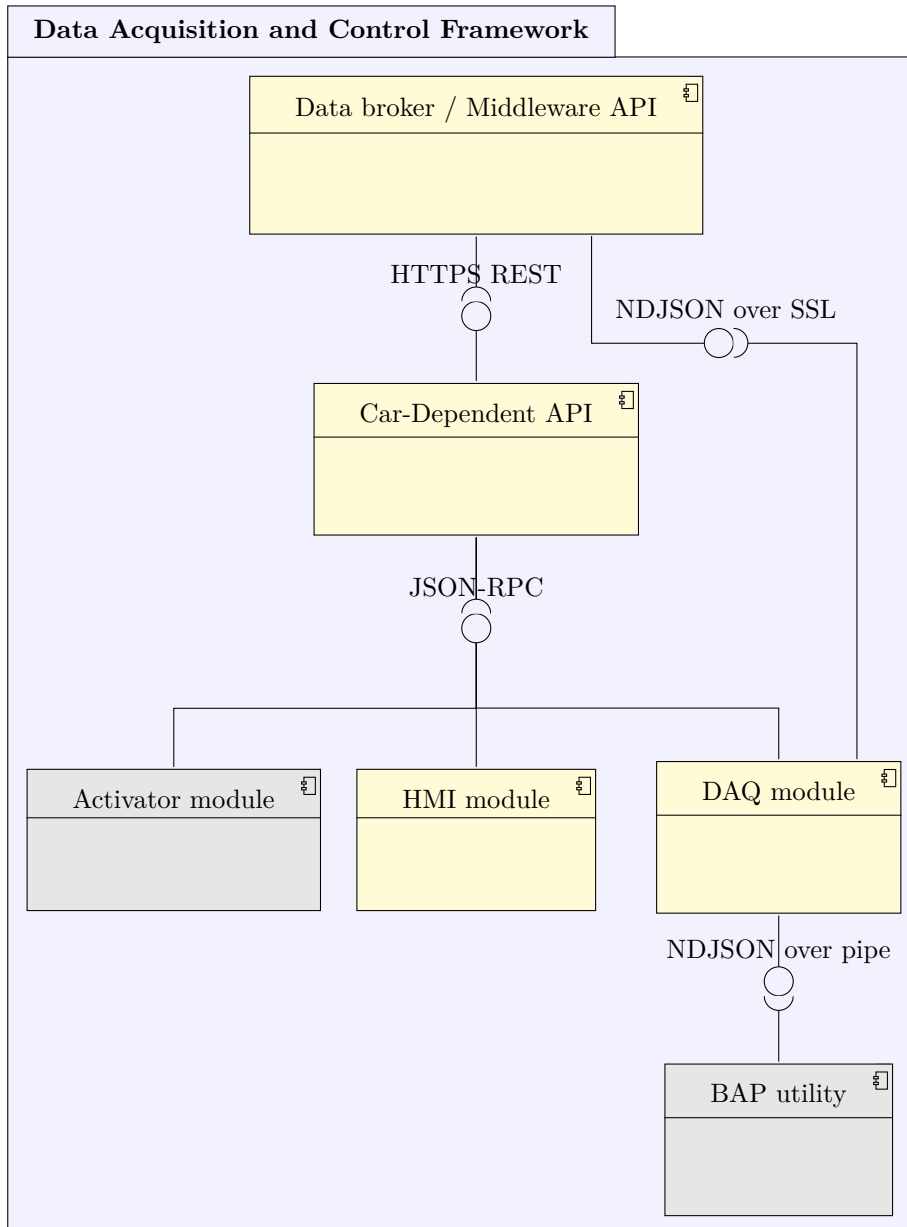 Data Acquisition and Control Framework
Data broker / Middleware API
HTTPS REST
NDJSON over SSL
Car-Dependent API
JSON-RPC
Activator module
HMI module
DAQ module
NDJSON over pipe
BAP utility